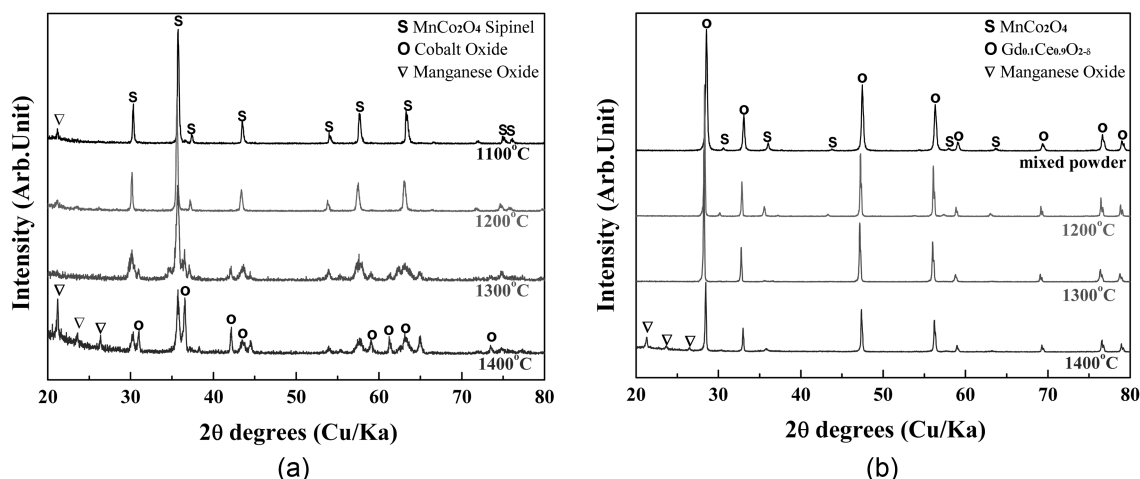 S
S MnCo₂O₄ Sipinel
O Cobalt Oxide
▽ Manganese Oxide
▽ S S S S S S S S
1100°C
1200°C
1300°C
▽ ▽ ▽ O O O O O O O O
1400°C
Intensity (Arb.Unit)
20 30 40 50 60 70 80
2θ degrees (Cu/Ka)
(a)
O
S MnCo₂O₄
O Gd₀.₁Ce₀.₉O₂₋δ
▽ Manganese Oxide
S O S S O O S O S O O O
mixed powder
1200°C
1300°C
▽ ▽ ▽
1400°C
Intensity (Arb.Unit)
20 30 40 50 60 70 80
2θ degrees (Cu/Ka)
(b)